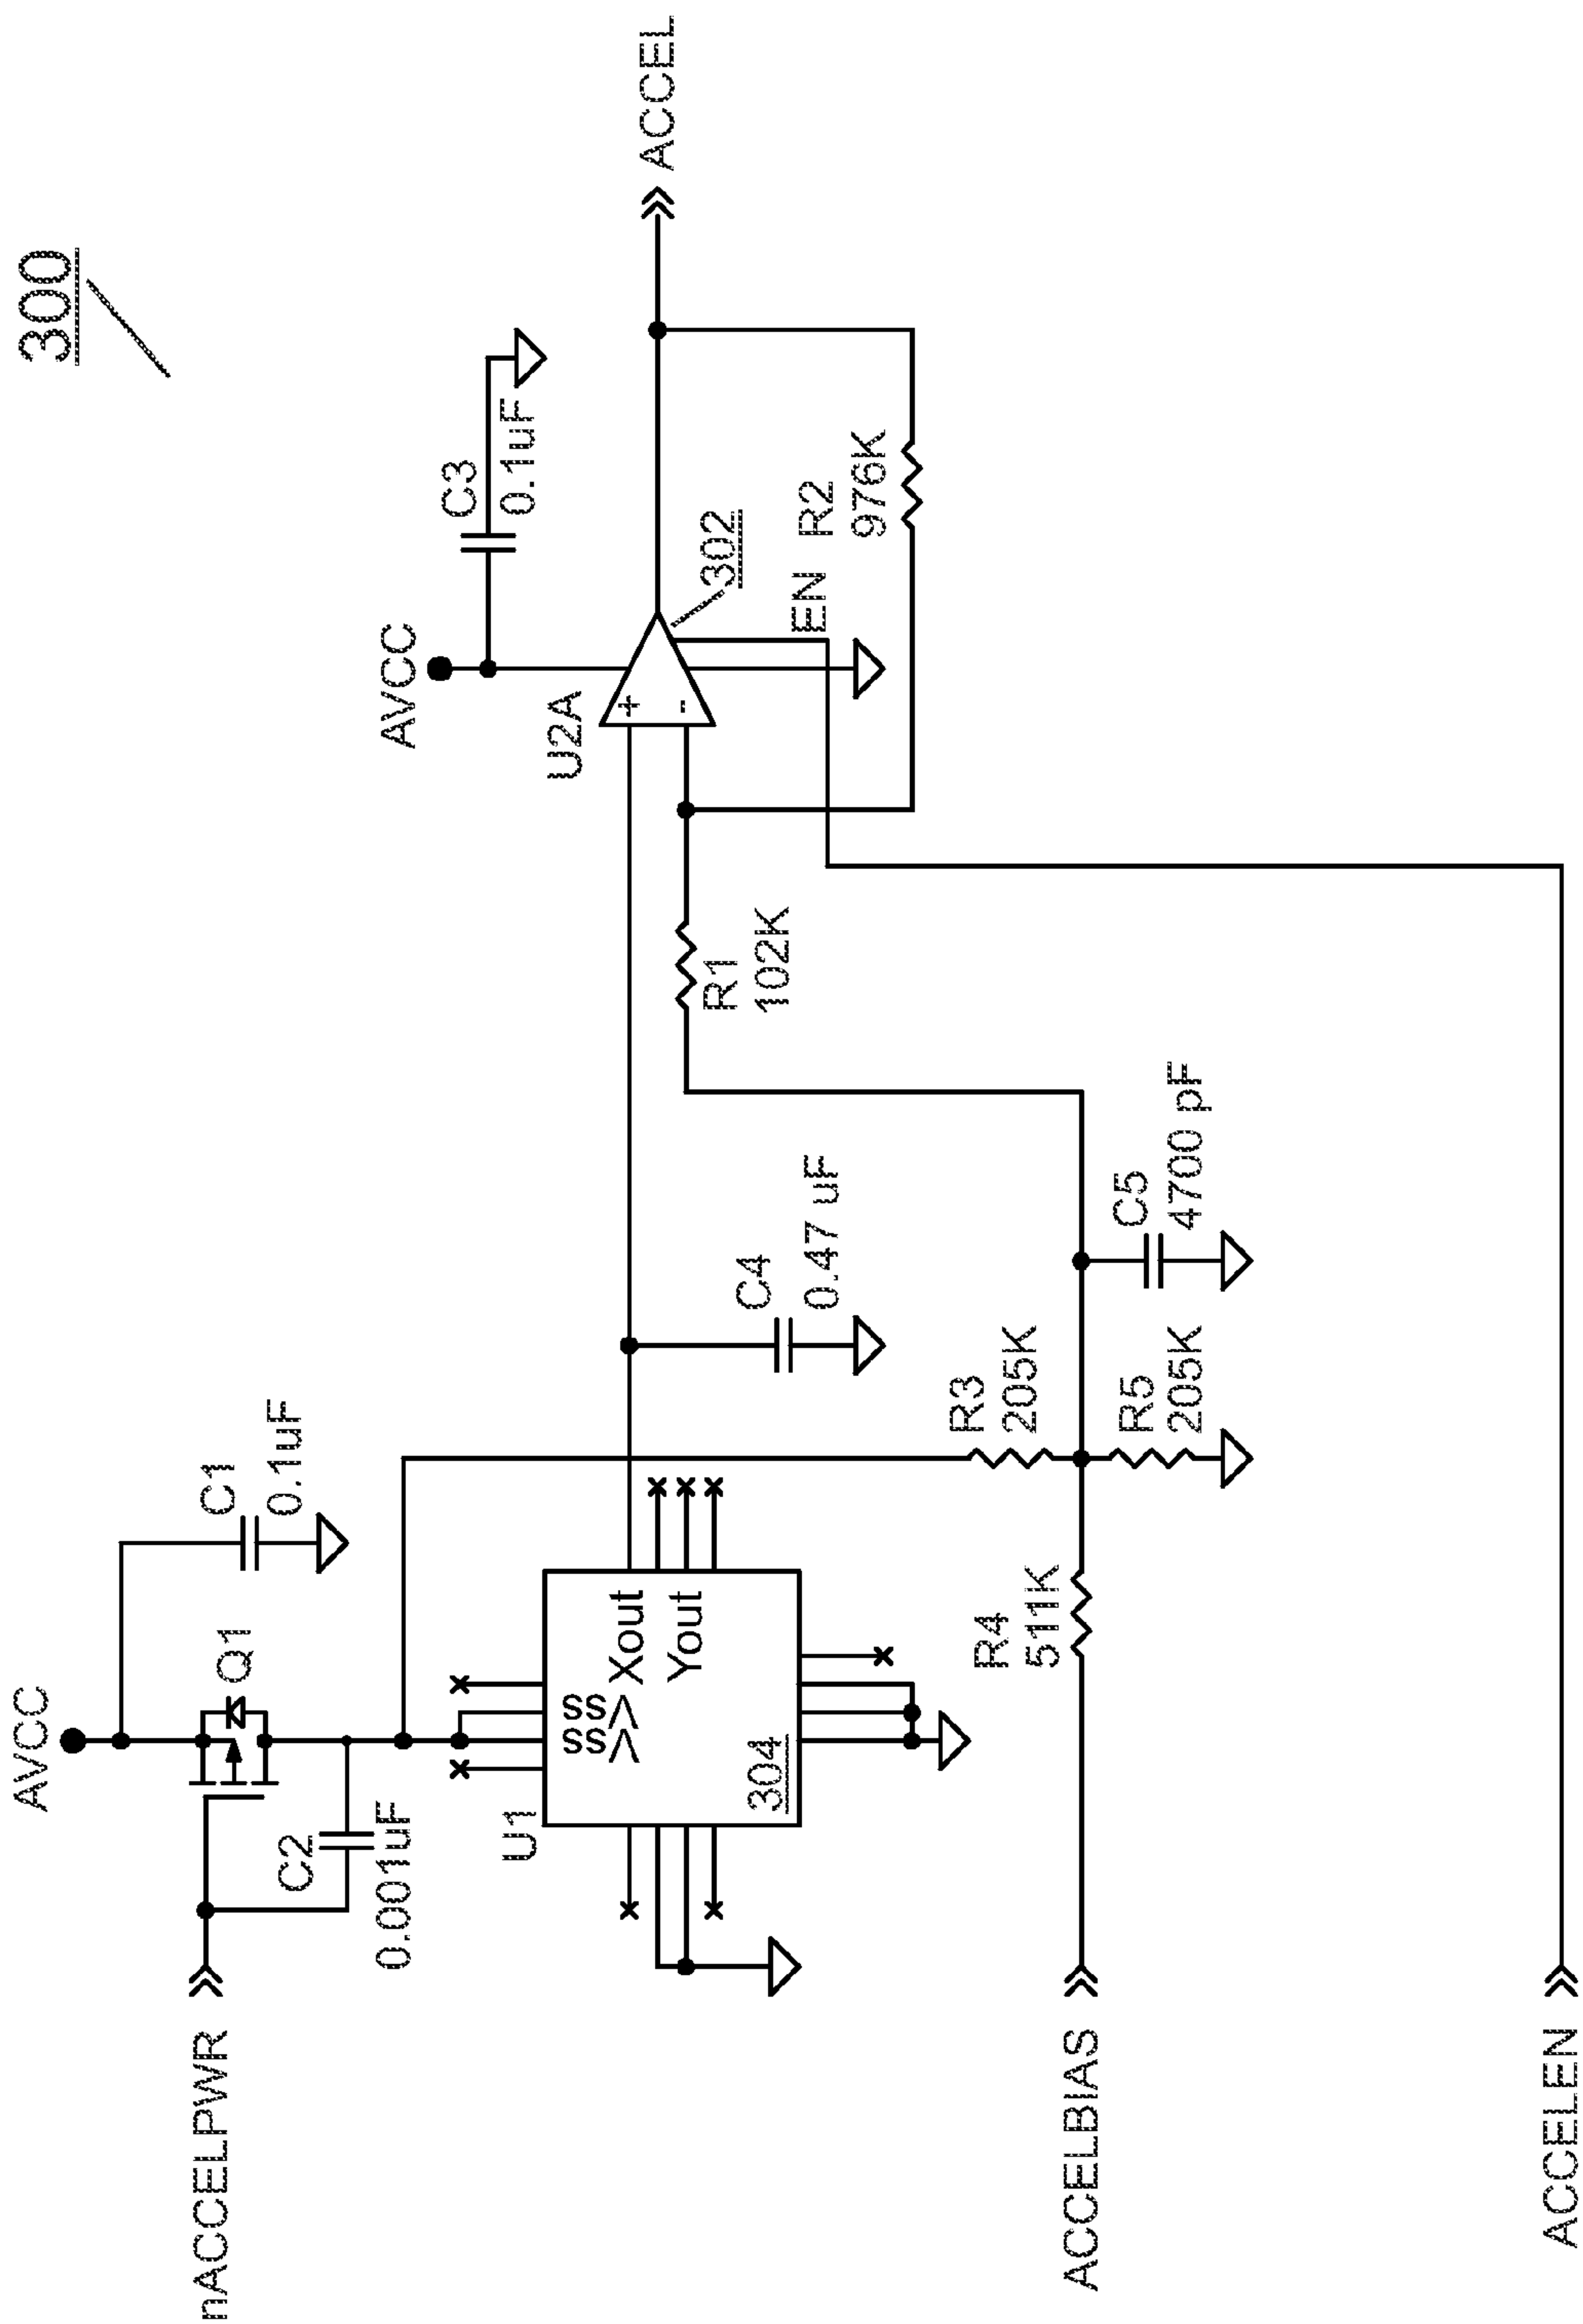 300
AVCC
C1
0.1uF
Q1
nACCELPWR
C2
0.001uF
U1
Vss
Vss
Xout
Yout
304
C4
0.47 uF
AVCC
C3
0.1uF
U2A
+
-
302
EN
ACCEL
R1
102K
R2
976K
R3
205K
R4
511K
R5
205K
C5
4700 pF
ACCELBIAS
ACCELEN